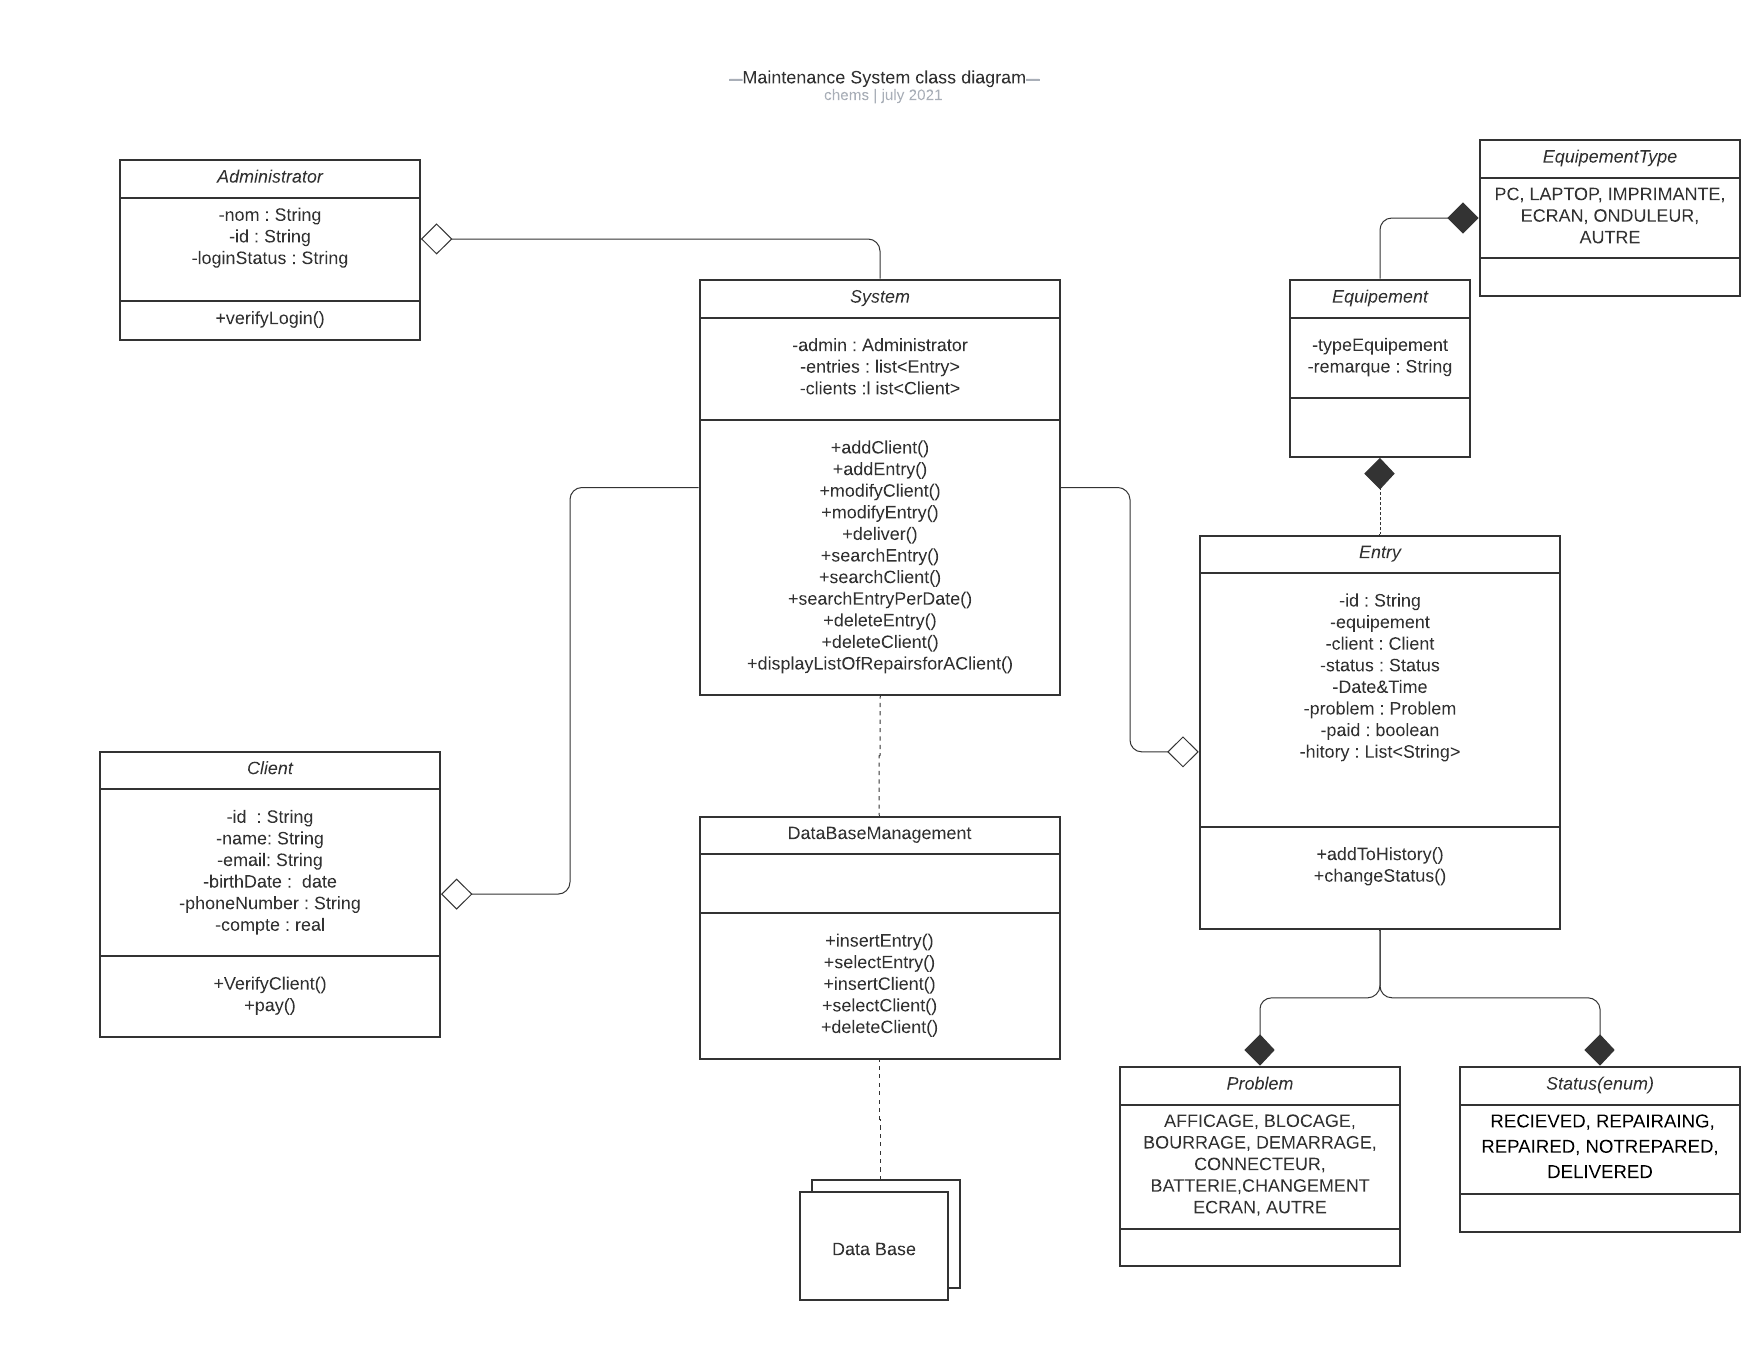 Maintenance System class diagram
chems | july 2021
Administrator
-nom : String
-id : String
-loginStatus : String
+verifyLogin()
System
-admin : Administrator
-entries : list<Entry>
-clients :l ist<Client>
+addClient()
+addEntry()
+modifyClient()
+modifyEntry()
+deliver()
+searchEntry()
+searchClient()
+searchEntryPerDate()
+deleteEntry()
+deleteClient()
+displayListOfRepairsforAClient()
EquipementType
PC, LAPTOP, IMPRIMANTE,
ECRAN, ONDULEUR,
AUTRE
Equipement
-typeEquipement
-remarque : String
Entry
-id : String
-equipement
-client : Client
-status : Status
-Date&Time
-problem : Problem
-paid : boolean
-hitory : List<String>
+addToHistory()
+changeStatus()
Client
-id  : String
-name: String
-email: String
-birthDate :  date
-phoneNumber : String
-compte : real
+VerifyClient()
+pay()
DataBaseManagement
+insertEntry()
+selectEntry()
+insertClient()
+selectClient()
+deleteClient()
Data Base
Problem
AFFICAGE, BLOCAGE,
BOURRAGE, DEMARRAGE,
CONNECTEUR,
BATTERIE,CHANGEMENT
ECRAN, AUTRE
Status(enum)
RECIEVED, REPAIRAING,
REPAIRED, NOTREPARED,
DELIVERED